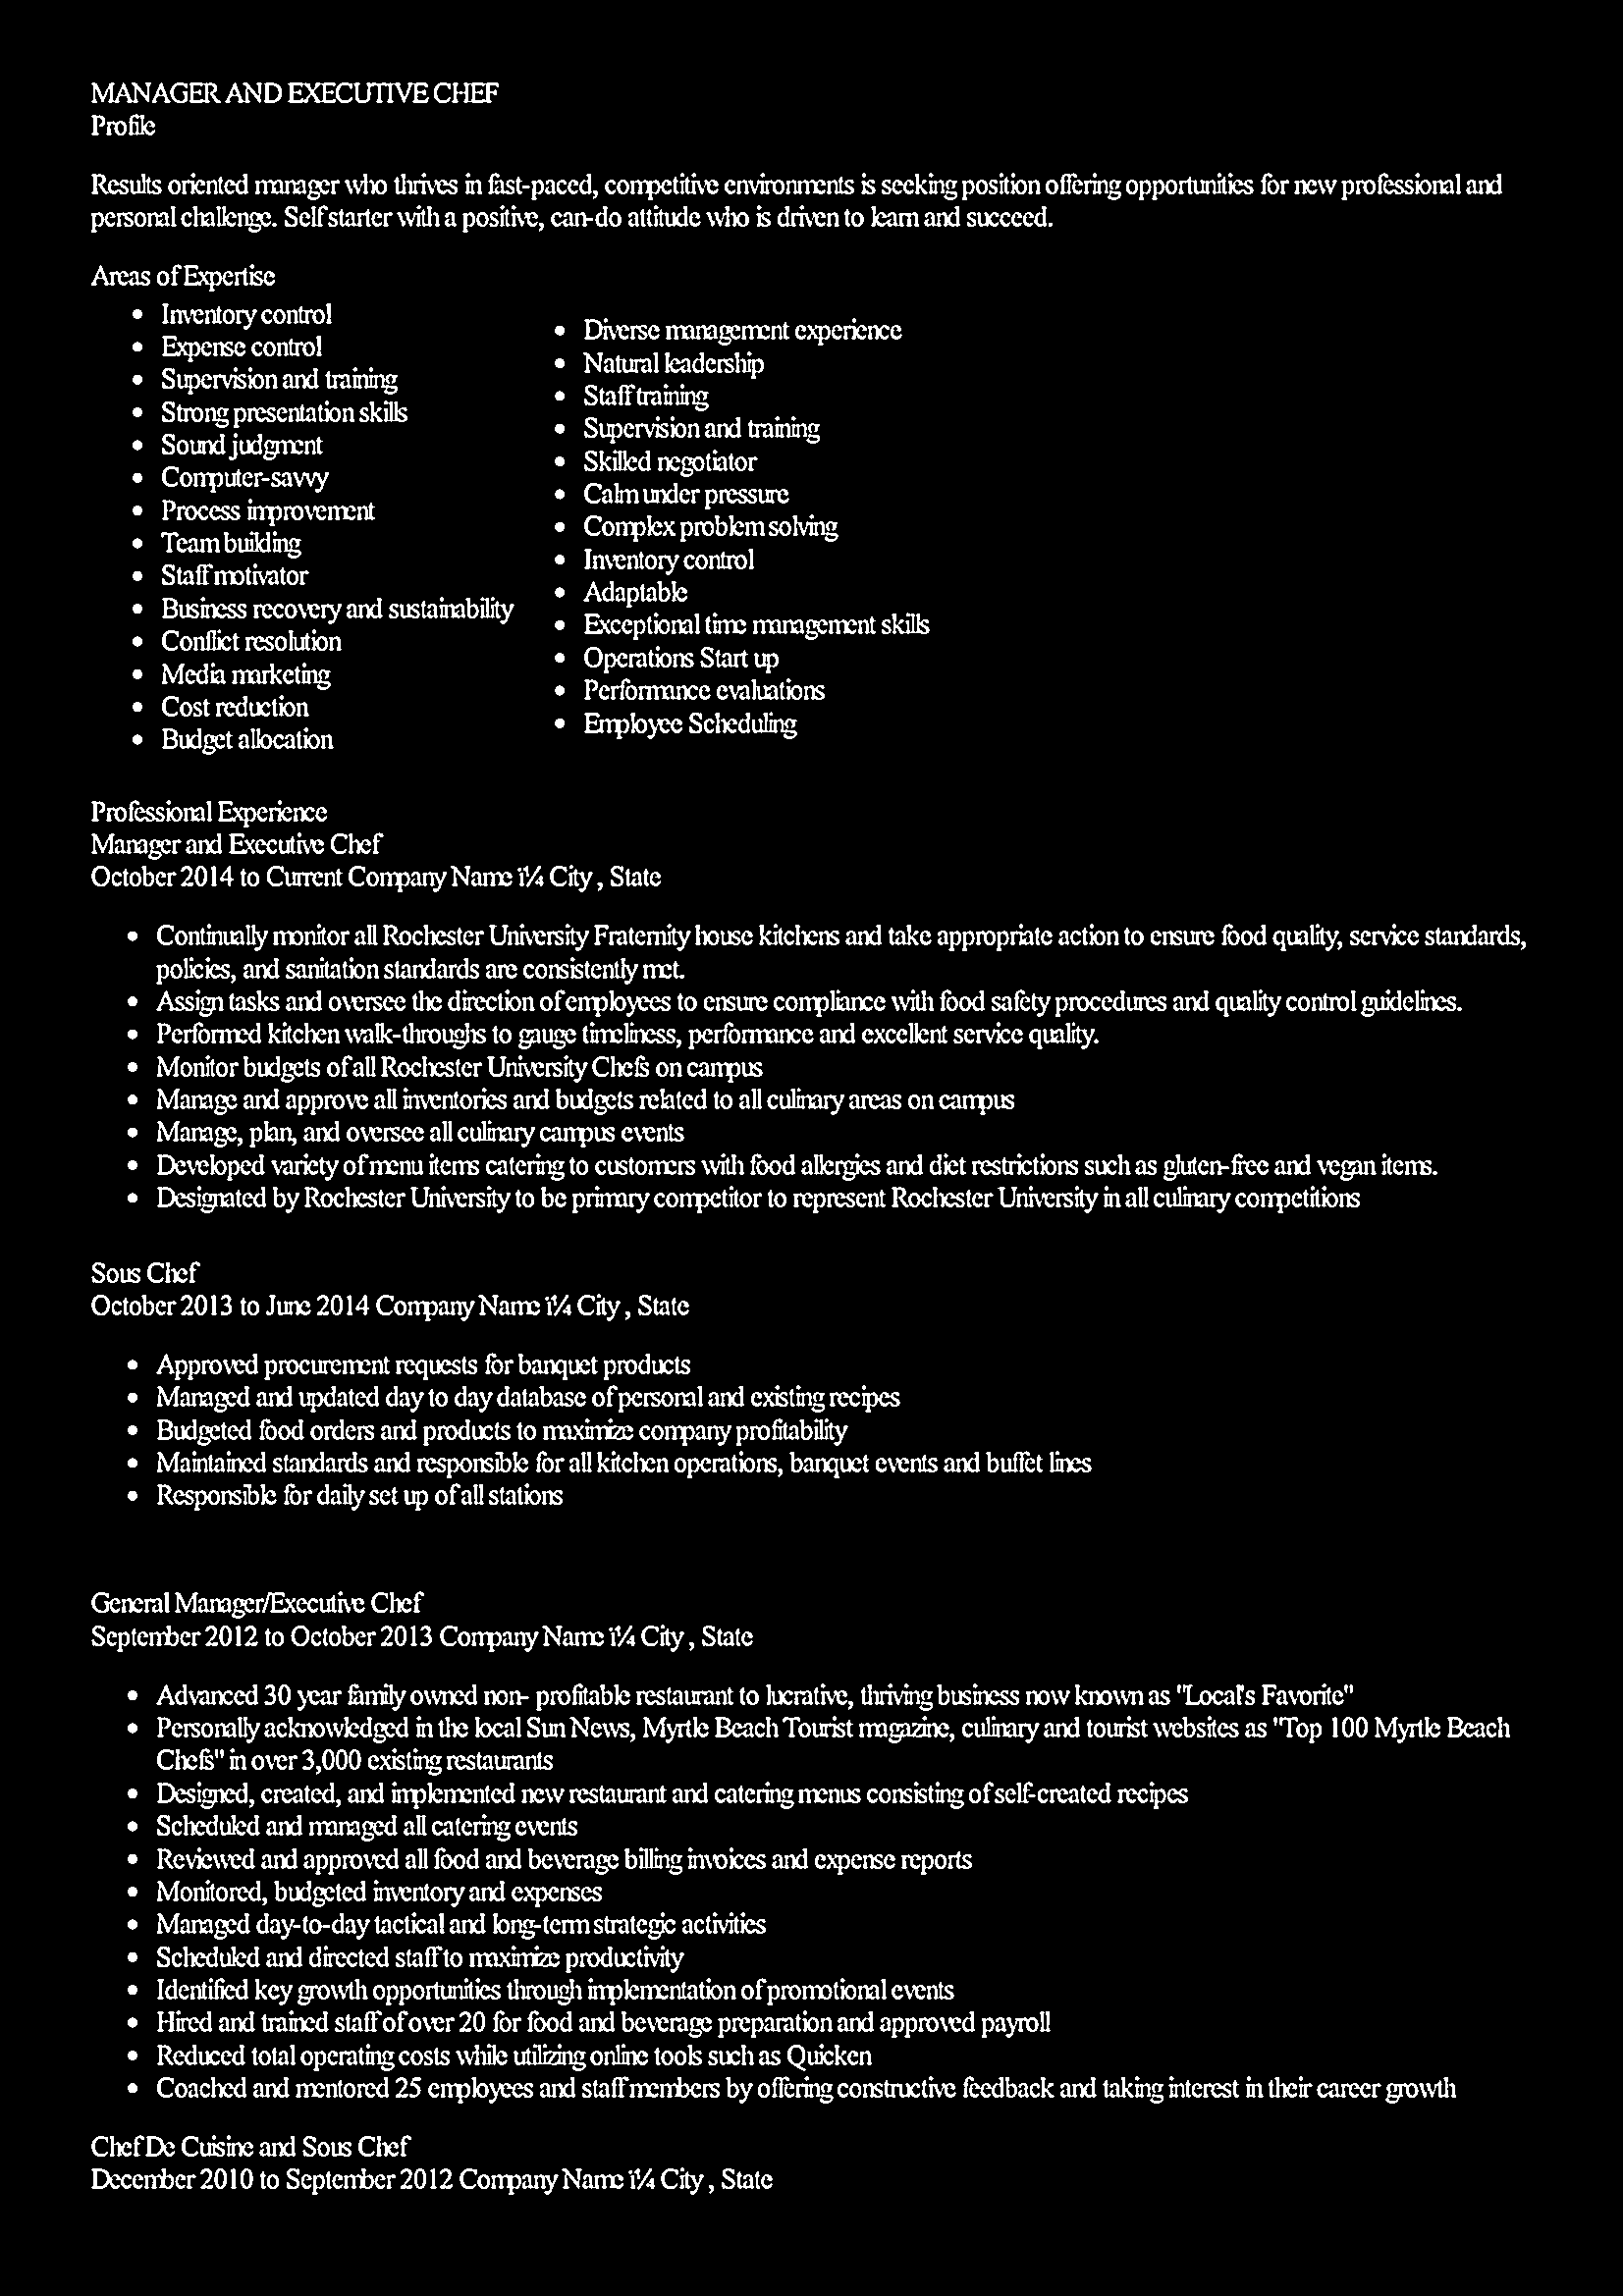 MANAGER AND EXECUTIVE CHEF
Profile
Results oriented manager who thrives in fast-paced, competitive environments is seeking position offering opportunities for new professional and
personal challenge. Self starter with a positive, can-do attitude who is driven to learn and succeed.
Areas of Expertise
• Inventory control
• Expense control
• Supervision and training
• Strong presentation skills
• Sound judgment
• Computer-savvy
• Process improvement
• Team building
• Staff motivator
• Business recovery and sustainability
• Conflict resolution
• Media marketing
• Cost reduction
• Budget allocation
• Diverse management experience
• Natural leadership
• Staff training
• Supervision and training
• Skilled negotiator
• Calm under pressure
• Complex problem solving
• Inventory control
• Adaptable
• Exceptional time management skills
• Operations Start up
• Performance evaluations
• Employee Scheduling
Professional Experience
Manager and Executive Chef
October 2014 to Current Company Name ï¼ City , State
• Continually monitor all Rochester University Fraternity house kitchens and take appropriate action to ensure food quality, service standards,
policies, and sanitation standards are consistently met.
• Assign tasks and oversee the direction of employees to ensure compliance with food safety procedures and quality control guidelines.
• Performed kitchen walk-throughs to gauge timeliness, performance and excellent service quality.
• Monitor budgets of all Rochester University Chefs on campus
• Manage and approve all inventories and budgets related to all culinary areas on campus
• Manage, plan, and oversee all culinary campus events
• Developed variety of menu items catering to customers with food allergies and diet restrictions such as gluten-free and vegan items.
• Designated by Rochester University to be primary competitor to represent Rochester University in all culinary competitions
Sous Chef
October 2013 to June 2014 Company Name ï¼ City , State
• Approved procurement requests for banquet products
• Managed and updated day to day database of personal and existing recipes
• Budgeted food orders and products to maximize company profitability
• Maintained standards and responsible for all kitchen operations, banquet events and buffet lines
• Responsible for daily set up of all stations
General Manager/Executive Chef
September 2012 to October 2013 Company Name ï¼ City , State
• Advanced 30 year family owned non- profitable restaurant to lucrative, thriving business now known as "Local's Favorite"
• Personally acknowledged in the local Sun News, Myrtle Beach Tourist magazine, culinary and tourist websites as "Top 100 Myrtle Beach
Chefs" in over 3,000 existing restaurants
• Designed, created, and implemented new restaurant and catering menus consisting of self-created recipes
• Scheduled and managed all catering events
• Reviewed and approved all food and beverage billing invoices and expense reports
• Monitored, budgeted inventory and expenses
• Managed day-to-day tactical and long-term strategic activities
• Scheduled and directed staff to maximize productivity
• Identified key growth opportunities through implementation of promotional events
• Hired and trained staff of over 20 for food and beverage preparation and approved payroll
• Reduced total operating costs while utilizing online tools such as Quicken
• Coached and mentored 25 employees and staff members by offering constructive feedback and taking interest in their career growth
Chef De Cuisine and Sous Chef
December 2010 to September 2012 Company Name ï¼ City , State